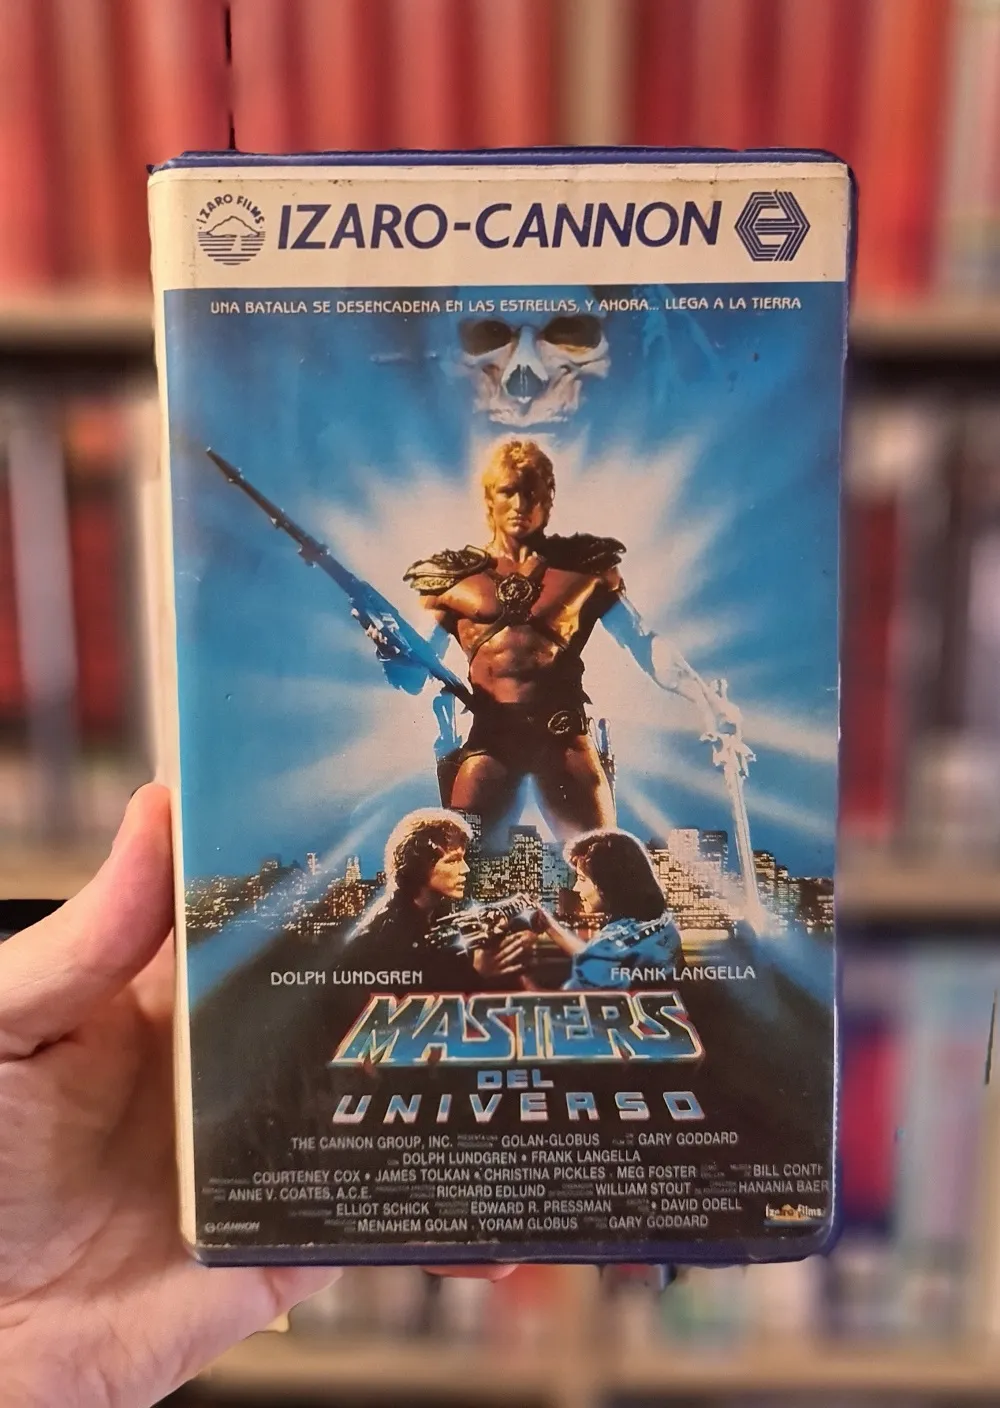 IZARO FILMS
IZARO-CANNON
UNA BATALLA SE DESENCADENA EN LAS ESTRELLAS, Y AHORA... LLEGA A LA TIERRA
DOLPH LUNDGREN FRANK LANGELLA
MASTERS
DEL
UNIVERSO
THE CANNON GROUP, INC. PRESENTA UNA PRODUCCION GOLAN-GLOBUS GARY GODDARD
DOLPH LUNDGREN • FRANK LANGELLA
COURTENEY COX • JAMES TOLKAN • CHRISTINA PICKLES • MEG FOSTER BILL CONTI
ANNE V. COATES, A.C.E. RICHARD EDLUND WILLIAM STOUT HANANIA BAER
ELLIOT SCHICK EDWARD R. PRESSMAN • DAVID ODELL
CANNON MENAHEM GOLAN . YORAM GLOBUS GARY GODDARD
Izaro films